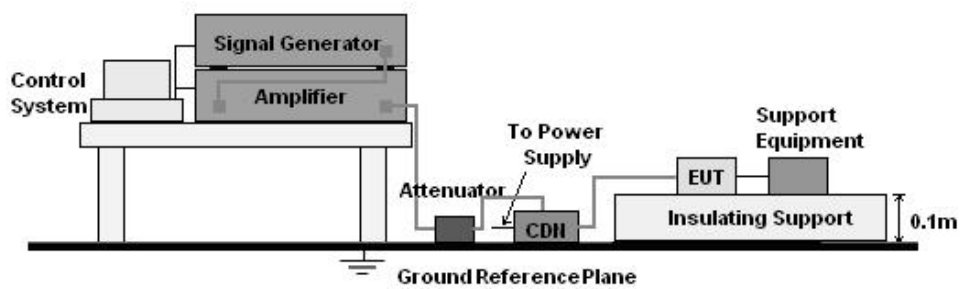 Signal Generator
Control
System
Amplifier
To Power
Supply
Support
Equipment
Attenuator
EUT
CDN
Insulating Support
0.1m
Ground Reference Plane